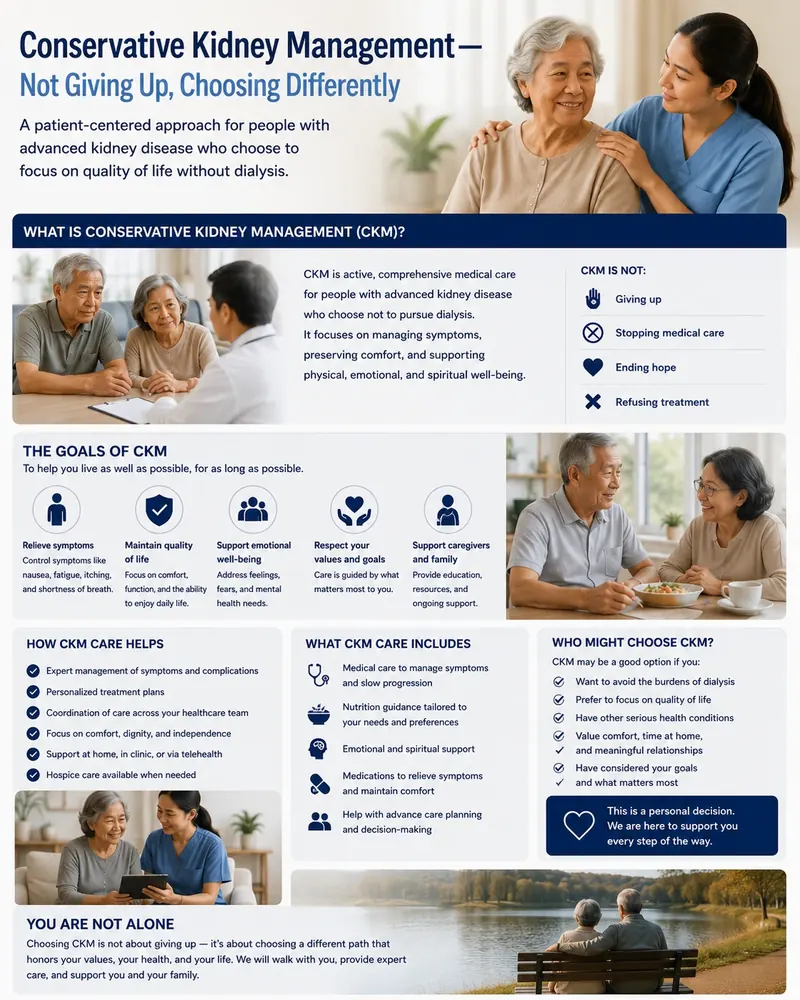 Conservative Kidney Management—
Not Giving Up, Choosing Differently
A patient-centered approach for people with
advanced kidney disease who choose to
focus on quality of life without dialysis.
WHAT IS CONSERVATIVE KIDNEY MANAGEMENT (CKM)?
CKM is active, comprehensive medical care
for people with advanced kidney disease
who choose not to pursue dialysis.
It focuses on managing symptoms,
preserving comfort, and supporting
physical, emotional, and spiritual well-being.
CKM IS NOT:
Giving up
Stopping medical care
Ending hope
Refusing treatment
THE GOALS OF CKM
To help you live as well as possible, for as long as possible.
Relieve symptoms
Control symptoms like
nausea, fatigue, itching,
and shortness of breath.
Maintain quality
of life
Focus on comfort,
function, and the ability
to enjoy daily life.
Support emotional
well-being
Address feelings,
fears, and mental
health needs.
Respect your
values and goals
Care is guided by what
matters most to you.
Support caregivers
and family
Provide education,
resources, and
ongoing support.
HOW CKM CARE HELPS
Expert management of symptoms and complications
Personalized treatment plans
Coordination of care across your healthcare team
Focus on comfort, dignity, and independence
Support at home, in clinic, or via telehealth
Hospice care available when needed
WHAT CKM CARE INCLUDES
Medical care to manage symptoms
and slow progression
Nutrition guidance tailored to
your needs and preferences
Emotional and spiritual support
Medications to relieve symptoms
and maintain comfort
Help with advance care planning
and decision-making
WHO MIGHT CHOOSE CKM?
CKM may be a good option if you:
Want to avoid the burdens of dialysis
Prefer to focus on quality of life
Have other serious health conditions
Value comfort, time at home,
and meaningful relationships
Have considered your goals
and what matters most
This is a personal decision.
We are here to support you
every step of the way.
YOU ARE NOT ALONE
Choosing CKM is not about giving up — it's about choosing a different path that
honors your values, your health, and your life. We will walk with you, provide expert
care, and support you and your family.